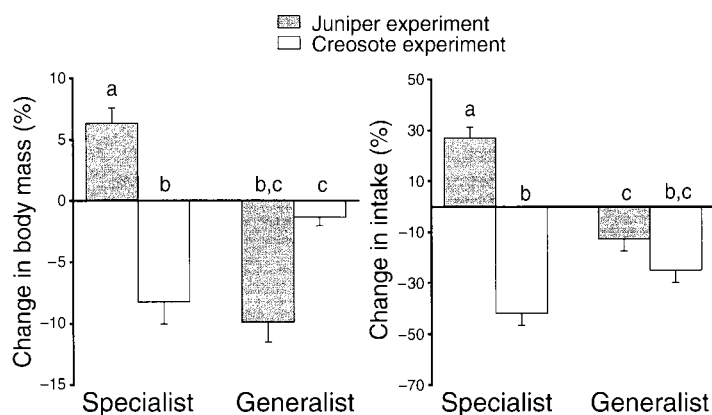 Juniper experiment
Creosote experiment
Change in body mass (%)
10
5
0
−5
−10
−15
a
b
b,c
c
Specialist
Generalist
Change in intake (%)
50
30
10
−10
−30
−50
−70
a
b
c
b,c
Specialist
Generalist